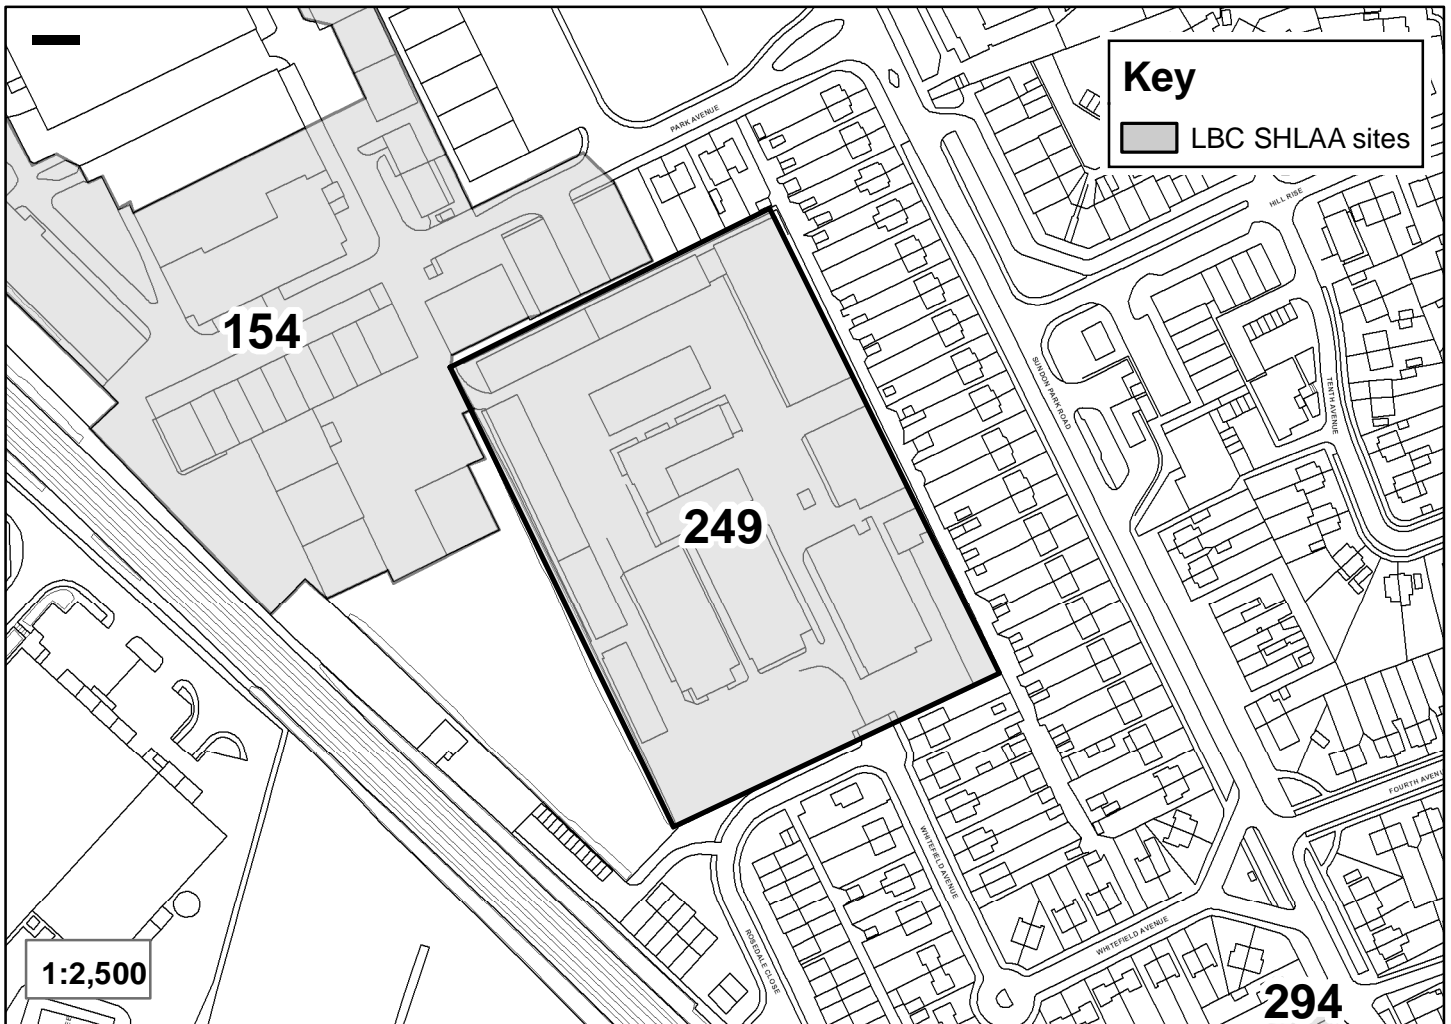 Key
LBC SHLAA sites
PARK AVENUE
HILL RISE
154
SUNDON PARK ROAD
TENTH AVENUE
249
FOURTH AVENU
WHITEFIELD AVENUE
WHITEFIELD AVENUE
ROSEDALE CLOSE
1:2,500
294